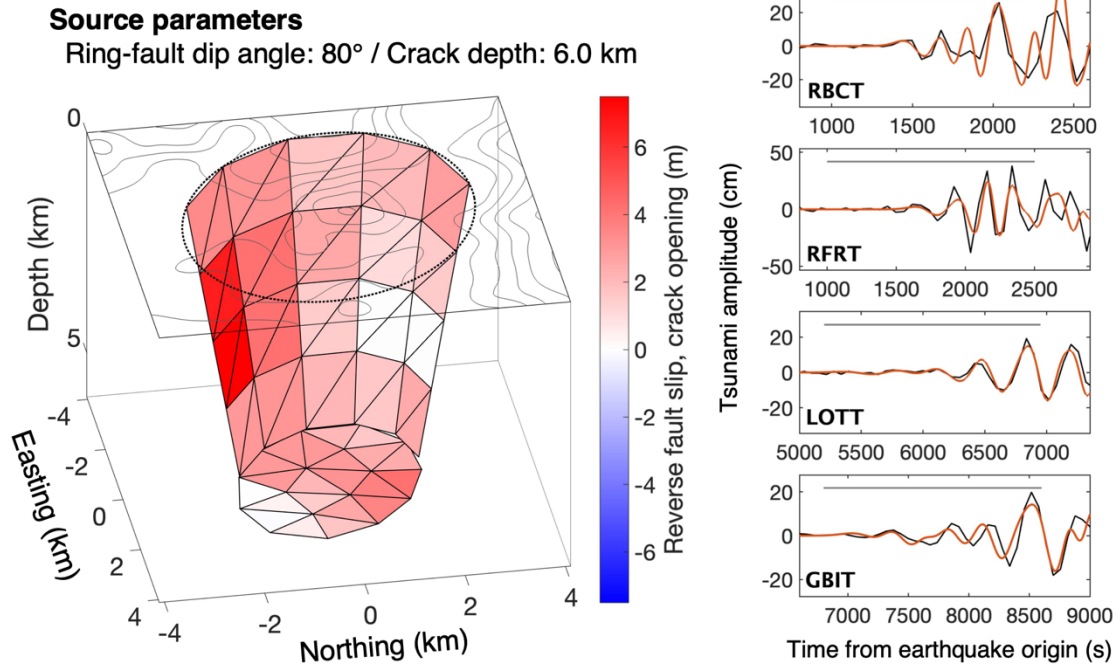 Source parameters
Ring-fault dip angle: 80° / Crack depth: 6.0 km
0
5
Depth (km)
-4
-2
0
2
4
Easting (km)
-4
-2
0
2
4
Northing (km)
6
4
2
0
-2
-4
-6
Reverse fault slip, crack opening (m)
Tsunami amplitude (cm)
20
0
-20
RBCT
1000 1500 2000 2500
50
0
-50
RFRT
1000 1500 2000 2500
20
0
-20
LOTT
5000 5500 6000 6500 7000
20
0
-20
GBIT
7000 7500 8000 8500 9000
Time from earthquake origin (s)